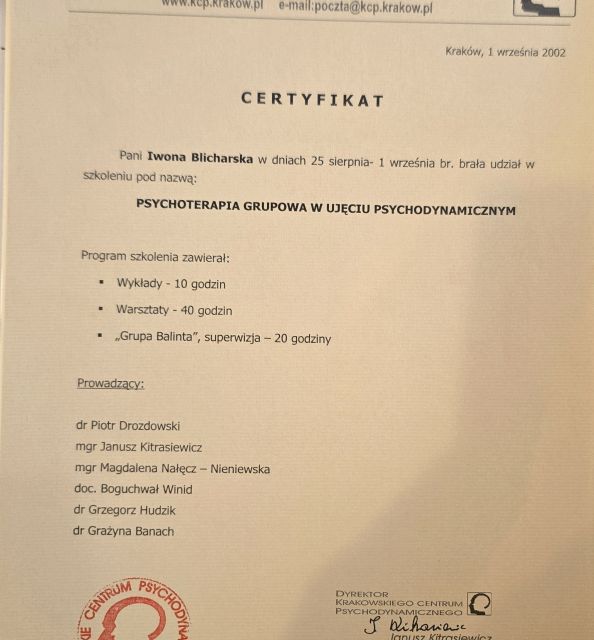 www.kcp.krakow.pl e-mail:poczta@kcp.krakow.pl
Kraków, 1 września 2002
CERTYFIKAT
Pani Iwona Blicharska w dniach 25 sierpnia- 1 września br. brała udział w
szkoleniu pod nazwą:
PSYCHOTERAPIA GRUPOWA W UJĘCIU PSYCHODYNAMICZNYM
Program szkolenia zawierał:
▪ Wykłady - 10 godzin
▪ Warsztaty - 40 godzin
▪ „Grupa Balinta", superwizja – 20 godziny
Prowadzący:
dr Piotr Drozdowski
mgr Janusz Kitrasiewicz
mgr Magdalena Nałęcz – Nieniewska
doc. Boguchwał Winid
dr Grzegorz Hudzik
dr Grażyna Banach
CENTRUM PSYCHODYNA
DYREKTOR
KRAKOWSKIEGO CENTRUM
PSYCHODYNAMICZNEGO
Janusz Kitrasiewicz